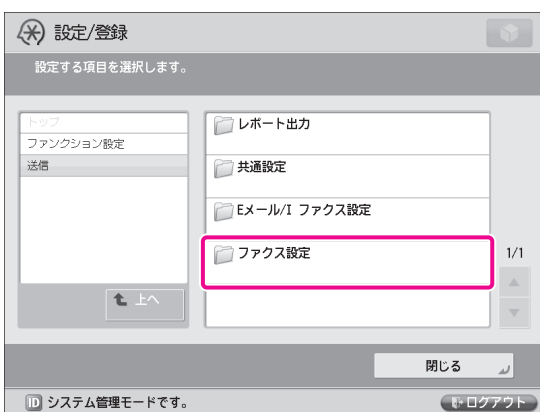 設定/登録
設定する項目を選択します。
トップ
ファンクション設定
送信
上へ
レポート出力
共通設定
Eメール/I ファクス設定
ファクス設定
1/1
閉じる
ID システム管理モードです。
ログアウト